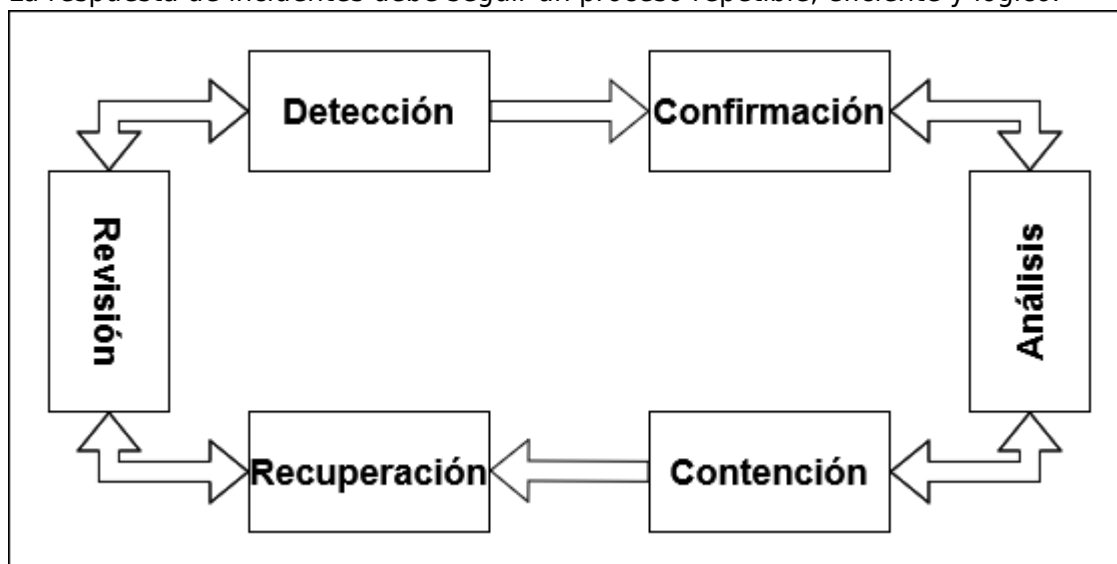 La respuesta de incidentes debe seguir un proceso repetible, eficiente y lógico.
Detección
Confirmación
Análisis
Contención
Recuperación
Revisión